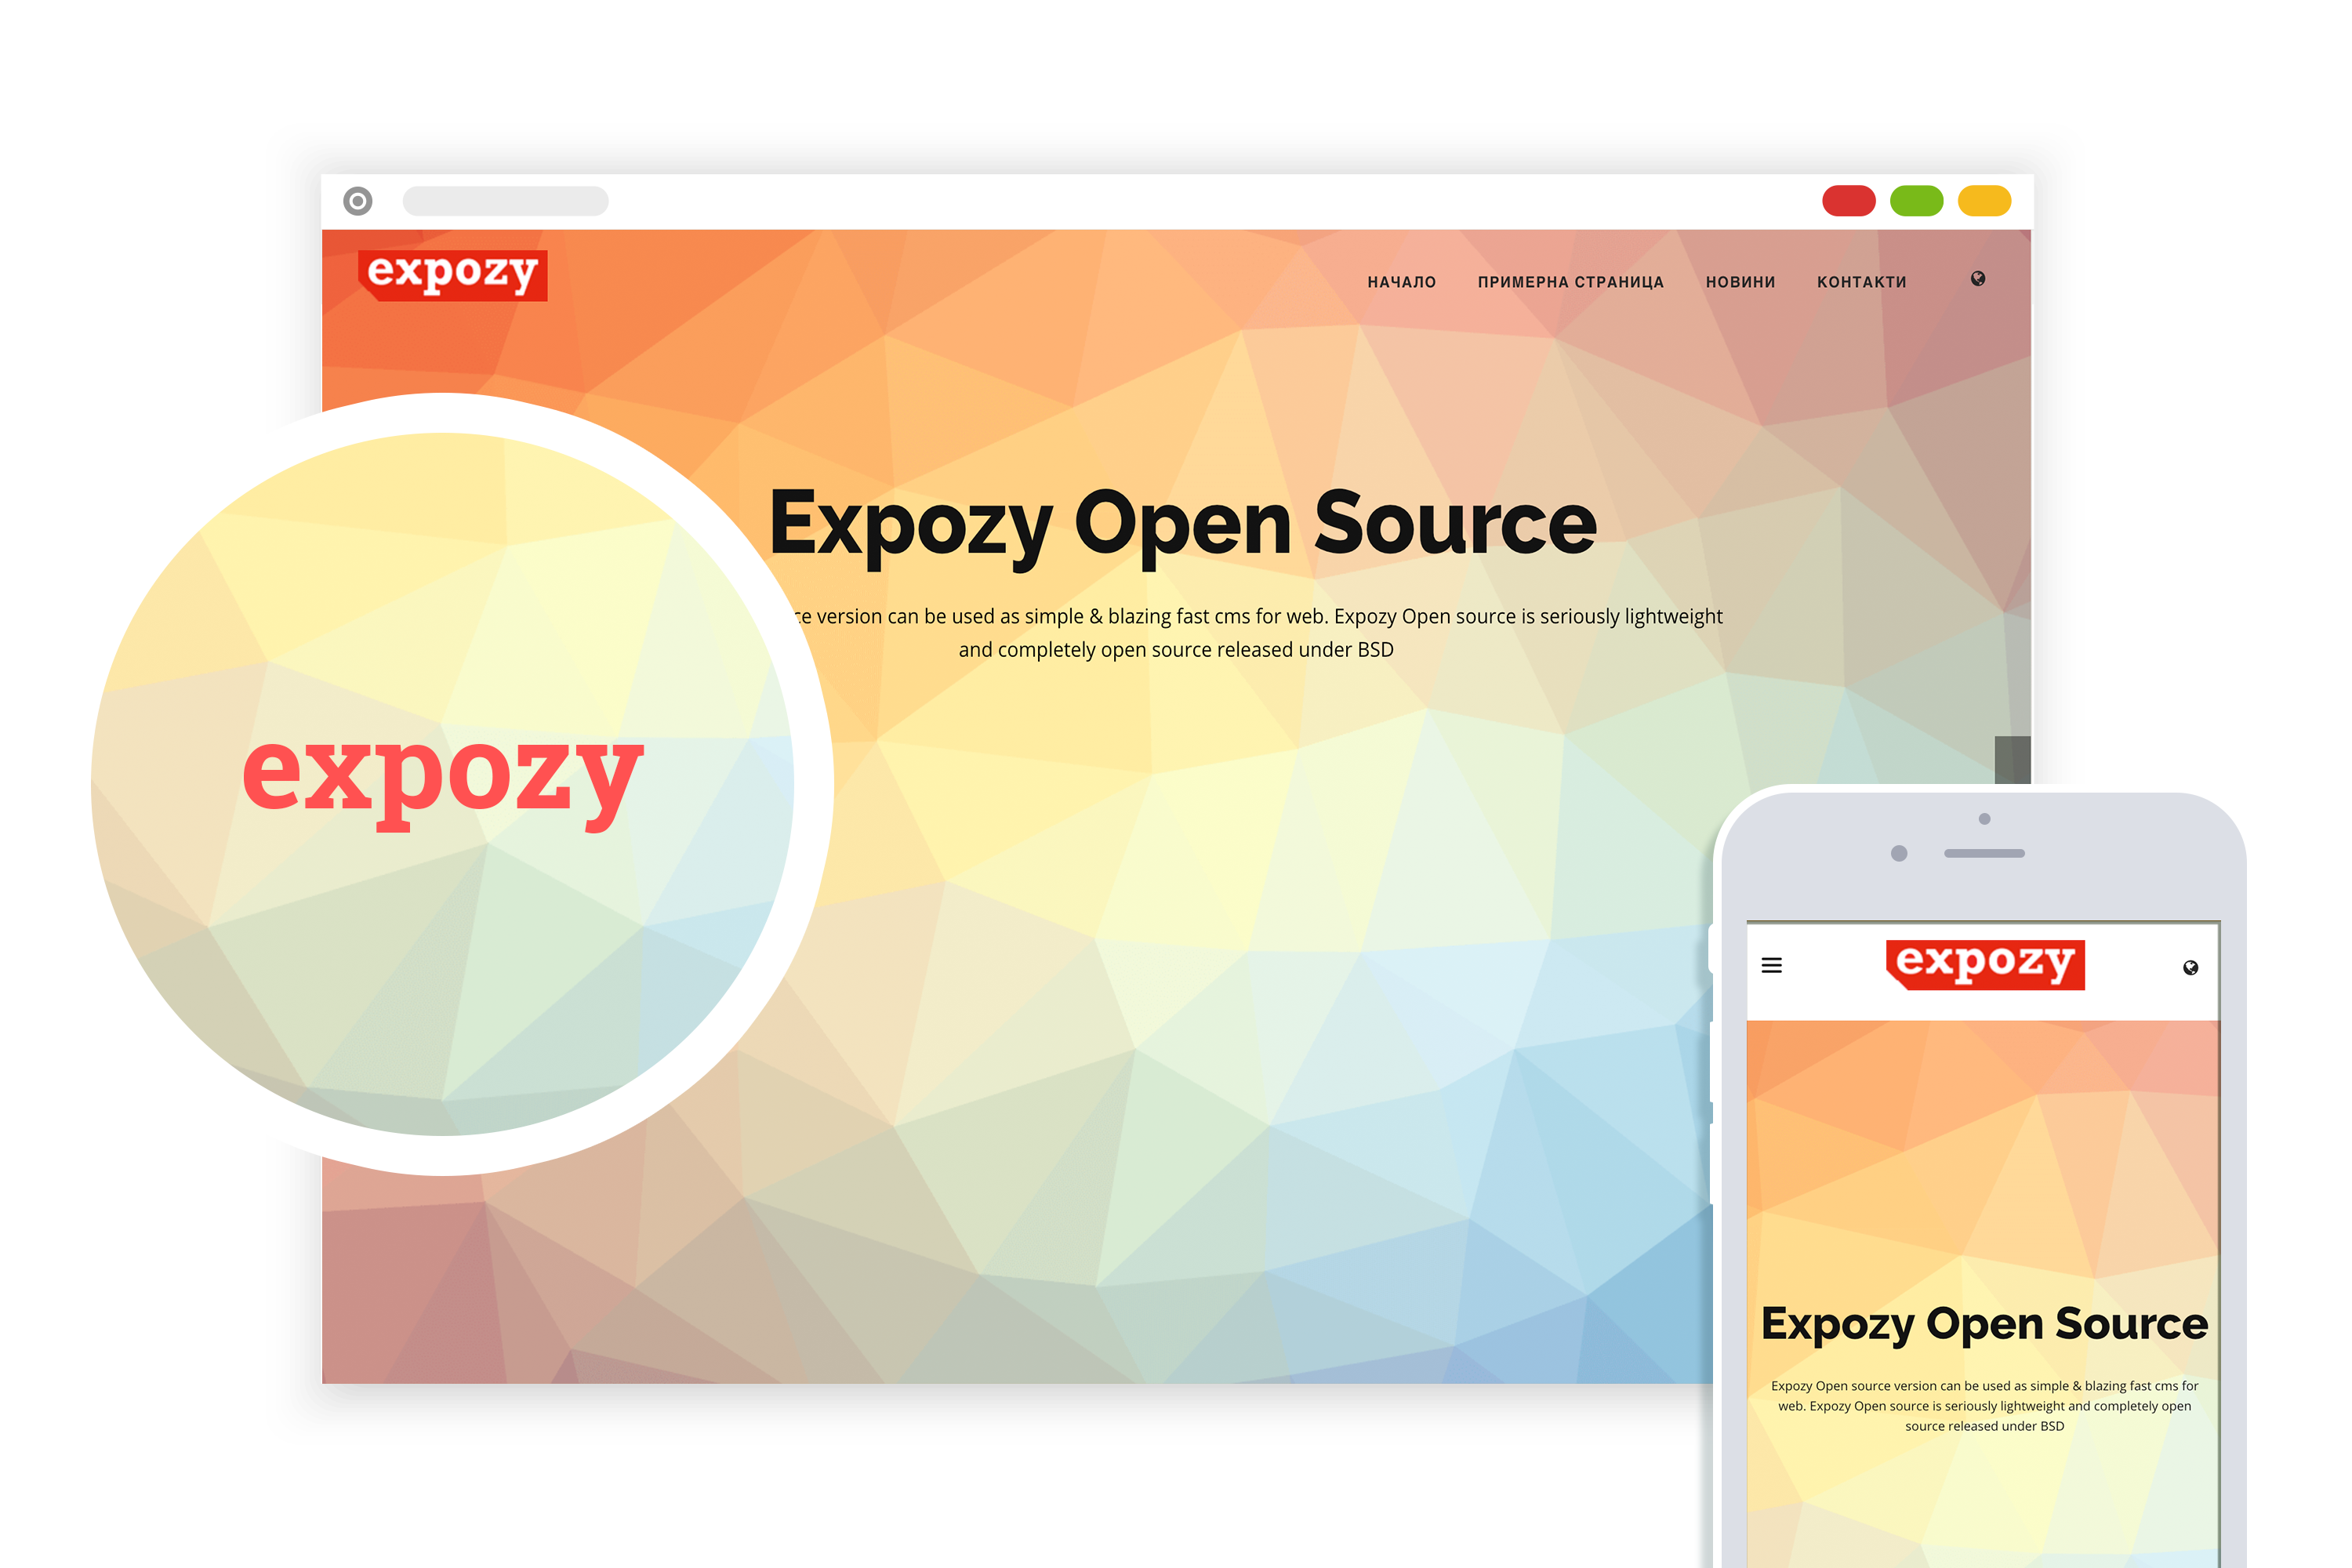 expozy
НАЧАЛО ПРИМЕРНА СТРАНИЦА НОВИНИ КОНТАКТИ
Expozy Open Source
version can be used as simple & blazing fast cms for web. Expozy Open source is seriously lightweight
and completely open source released under BSD
expozy
expozy
Expozy Open Source
Expozy Open source version can be used as simple & blazing fast cms for
web. Expozy Open source is seriously lightweight and completely open
source released under BSD